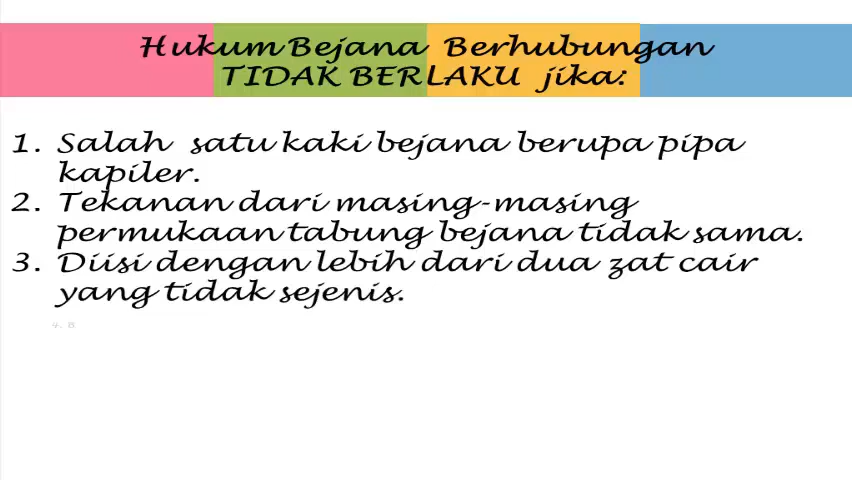 Hukum Bejana Berhubungan
TIDAK BERLAKU jika:
1. Salah satu kaki bejana berupa pipa
kapiler.
2. Tekanan dari masing-masing
permukaan tabung bejana tidak sama.
3. Diisi dengan lebih dari dua zat cair
yang tidak sejenis.